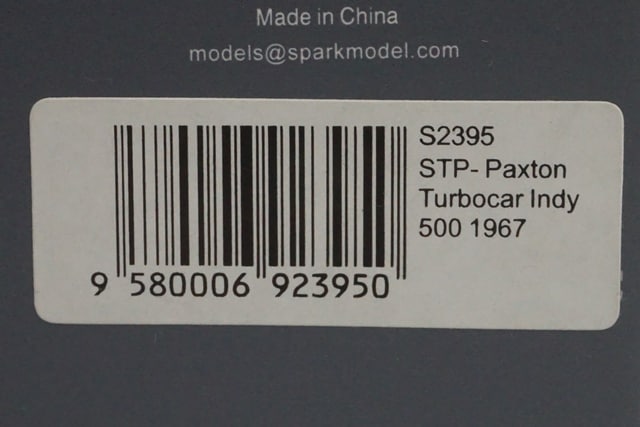 Made in China
models@sparkmodel.com
S2395
STP- Paxton
Turbocar Indy
500 1967
9 580006 923950